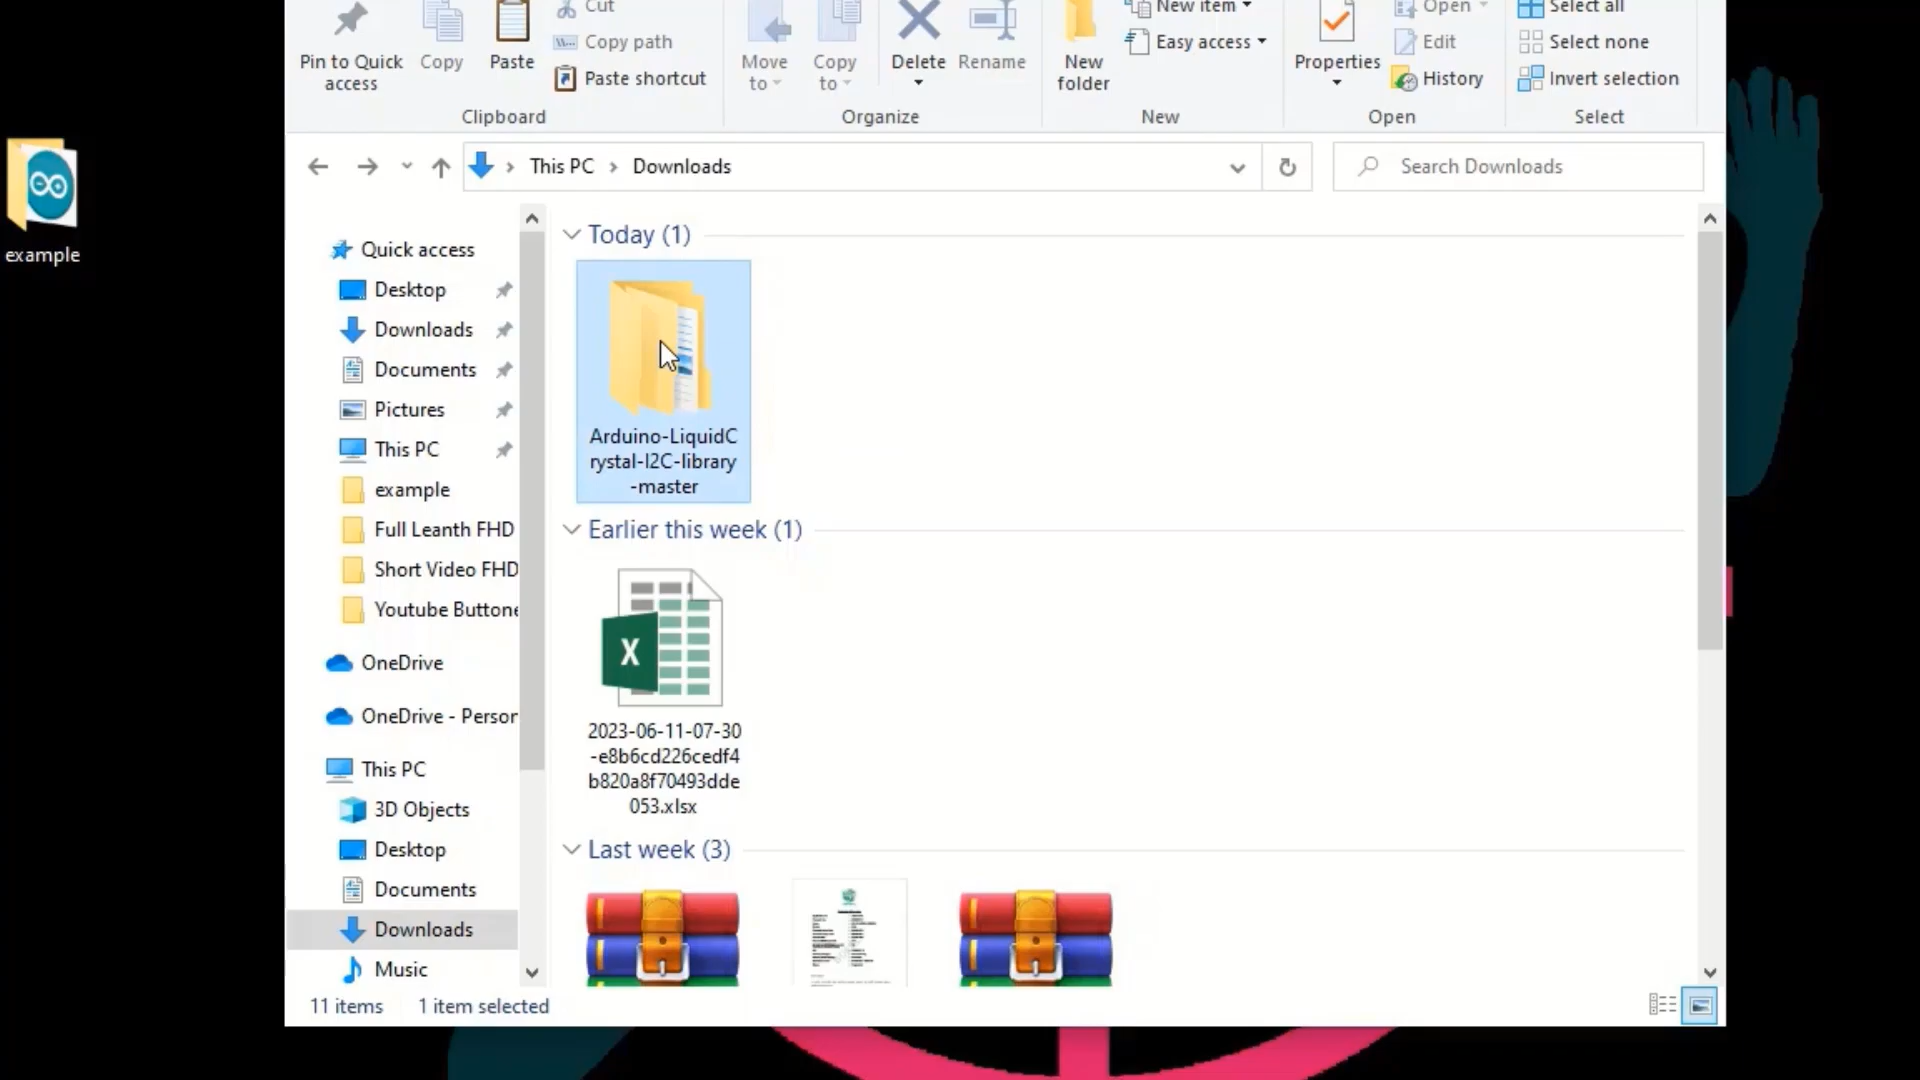 Cut
New item
Open
Select all
Copy path
Easy access
Edit
Select none
Pin to Quick
access
Copy
Paste
Paste shortcut
Move
to
Copy
to
Delete
Rename
New
folder
Properties
History
Invert selection
Clipboard
Organize
New
Open
Select
This PC
Downloads
Search Downloads
example
Quick access
Desktop
Downloads
Documents
Pictures
This PC
example
Full Leanth FHD
Short Video FHD
Youtube Buttone
OneDrive
OneDrive - Person
This PC
3D Objects
Desktop
Documents
Downloads
Music
Today (1)
Arduino-LiquidC
rystal-I2C-library
-master
Earlier this week (1)
X
2023-06-11-07-30
-e8b6cd226cedf4
b820a8f70493dde
053.xlsx
Last week (3)
11 items
1 item selected